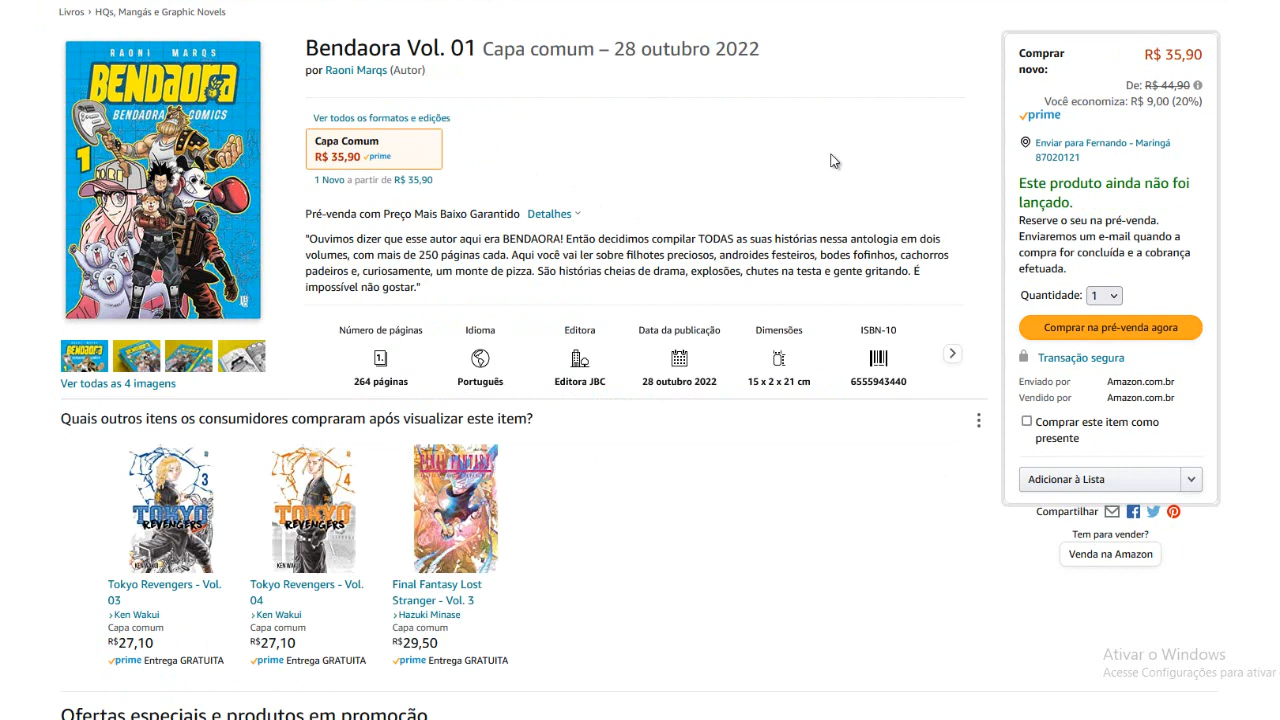 Livros › HQs, Mangás e Graphic Novels
RAONI MARQS
BENDAORA
BENDAORA COMICS
1
Ver todas as 4 imagens
Bendaora Vol. 01 Capa comum – 28 outubro 2022
por Raoni Marqs (Autor)
Ver todos os formatos e edições
Capa Comum
R$ 35,90 prime
1 Novo a partir de R$ 35,90
Pré-venda com Preço Mais Baixo Garantido Detalhes
"Ouvimos dizer que esse autor aqui era BENDAORA! Então decidimos compilar TODAS as suas histórias nessa antologia em dois
volumes, com mais de 250 páginas cada. Aqui você vai ler sobre filhotes preciosos, androides festeiros, bodes fofinhos, cachorros
padeiros e, curiosamente, um monte de pizza. São histórias cheias de drama, explosões, chutes na testa e gente gritando. É
impossível não gostar."
Número de páginas
264 páginas
Idioma
Português
Editora
Editora JBC
Data da publicação
28 outubro 2022
Dimensões
15 x 2 x 21 cm
ISBN-10
6555943440
Comprar
novo:
R$ 35,90
De: R$ 44,90
Você economiza: R$ 9,00 (20%)
prime
Enviar para Fernando - Maringá
87020121
Este produto ainda não foi
lançado.
Reserve o seu na pré-venda.
Enviaremos um e-mail quando a
compra for concluída e a cobrança
efetuada.
Quantidade: 1
Comprar na pré-venda agora
Transação segura
Enviado por Amazon.com.br
Vendido por Amazon.com.br
Comprar este item como
presente
Adicionar à Lista
Compartilhar
Tem para vender?
Venda na Amazon
Quais outros itens os consumidores compraram após visualizar este item?
3
TOKYO
REVENGERS
KEN WAKUI
Tokyo Revengers - Vol.
03
› Ken Wakui
Capa comum
R$27,10
prime Entrega GRATUITA
4
TOKYO
REVENGERS
KEN WAKUI
Tokyo Revengers - Vol.
04
› Ken Wakui
Capa comum
R$27,10
prime Entrega GRATUITA
FINAL FANTASY
Final Fantasy Lost
Stranger - Vol. 3
› Hazuki Minase
Capa comum
R$29,50
prime Entrega GRATUITA
Ativar o Windows
Acesse Configurações para ativar
Ofertas especiais e produtos em promoção